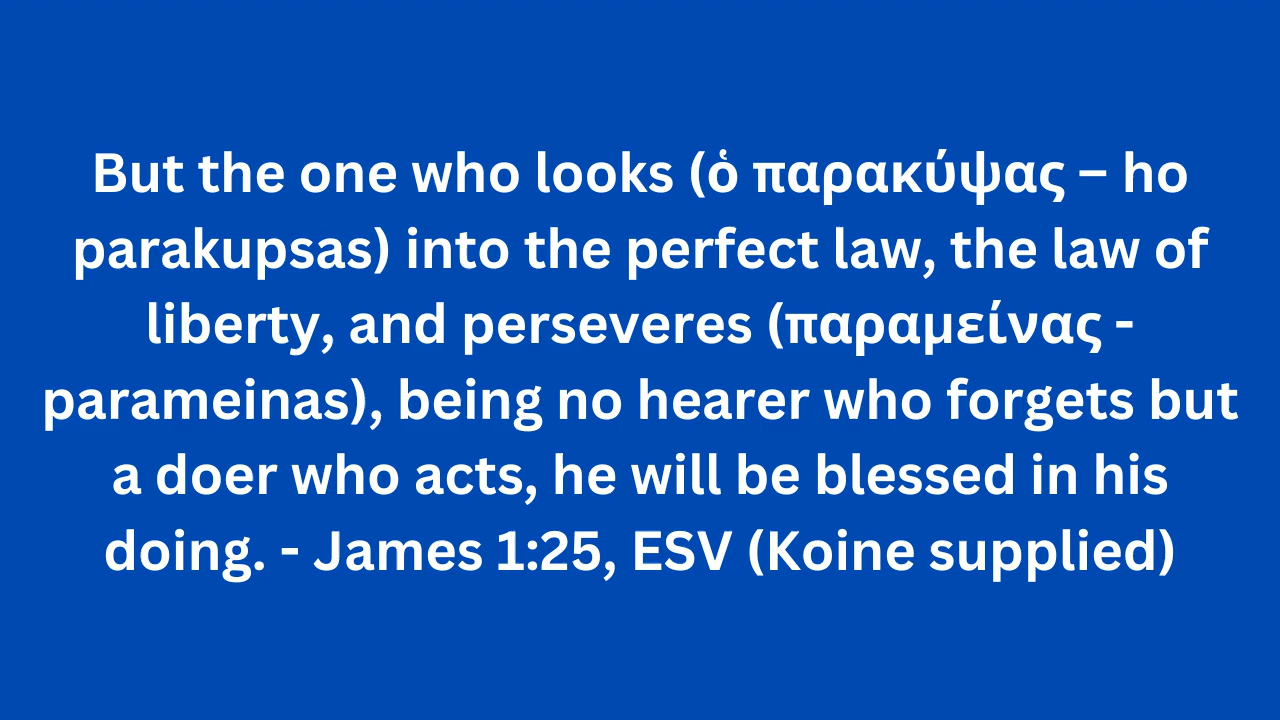 But the one who looks (ὁ παρακύψας – ho
parakupsas) into the perfect law, the law of
liberty, and perseveres (παραμείνας -
parameinas), being no hearer who forgets but
a doer who acts, he will be blessed in his
doing. - James 1:25, ESV (Koine supplied)